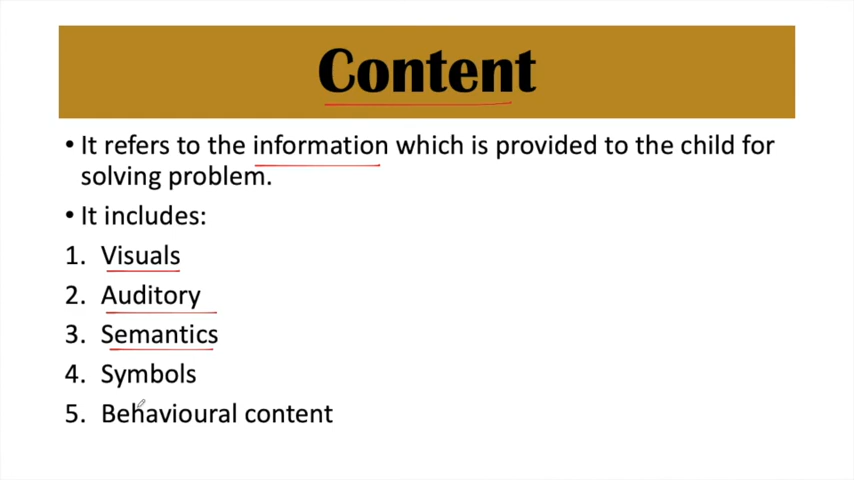 Content
• It refers to the information which is provided to the child for
solving problem.
• It includes:
1. Visuals
2. Auditory
3. Semantics
4. Symbols
5. Behavioural content